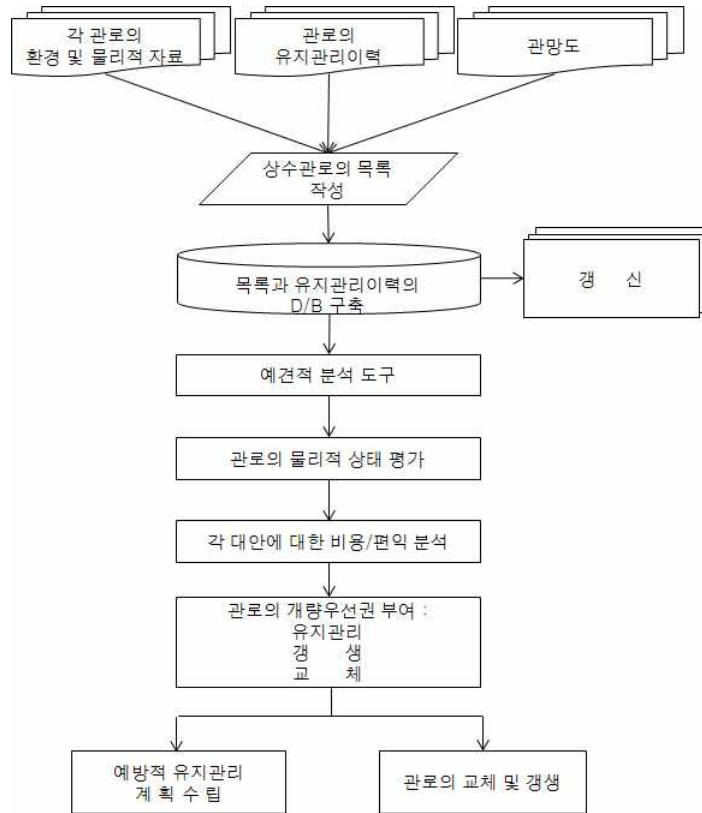 각 관로의
환경 및 물리적 자료
관로의
유지관리이력
관망도
상수관로의 목록
작성
목록과 유지관리이력의
D/B 구축
갱 신
예견적 분석 도구
관로의 물리적 상태 평가
각 대안에 대한 비용/편익 분석
관로의 개량우선권 부여 :
유지관리
갱 생
교 체
예방적 유지관리
계 획 수 립
관로의 교체 및 갱생